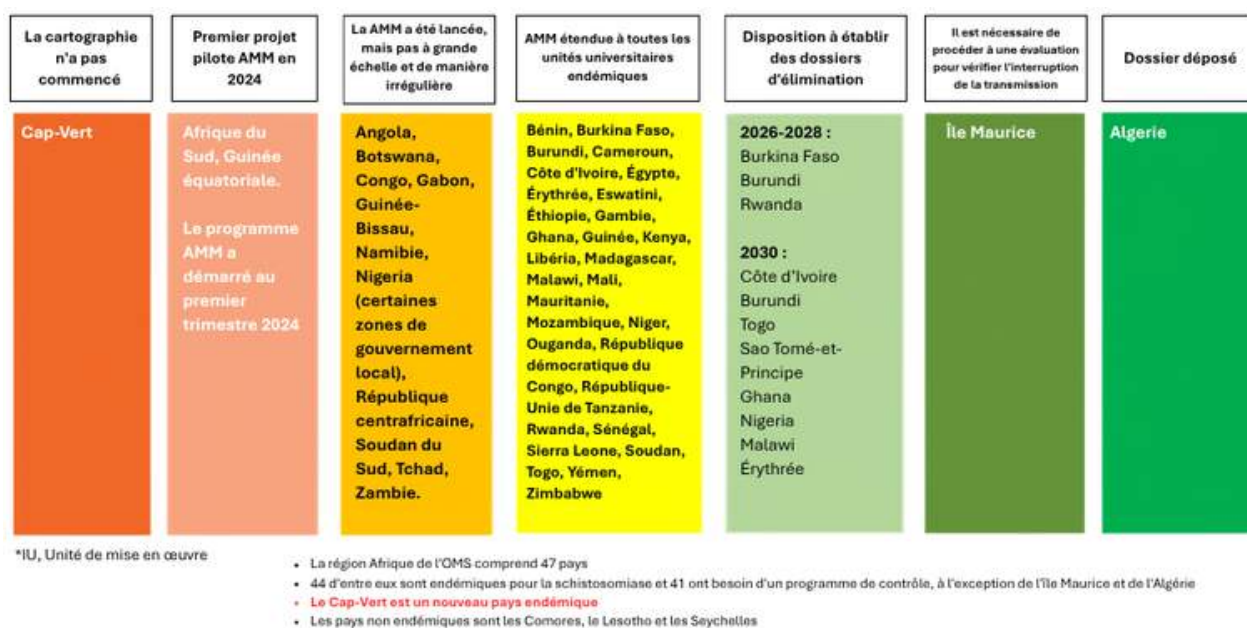 La cartographie
n'a pas
commencé
Premier projet
pilote AMM en
2024
La AMM a été lancée,
mais pas à grande
échelle et de manière
irrégulière
AMM étendue à toutes les
unités universitaires
endémiques
Disposition à établir
des dossiers
d'élimination
Il est nécessaire de
procéder à une évaluation
pour vérifier l'interruption
de la transmission
Dossier déposé
Cap-Vert
Afrique du
Sud, Guinée
équatoriale.
Le programme
AMM a
démarré au
premier
trimestre 2024
Angola,
Botswana,
Congo, Gabon,
Guinée-
Bissau,
Namibie,
Nigeria
(certaines
zones de
gouvernement
local),
République
centrafricaine,
Soudan du
Sud, Tchad,
Zambie.
Bénin, Burkina Faso,
Burundi, Cameroun,
Côte d'Ivoire, Égypte,
Érythrée, Eswatini,
Éthiopie, Gambie,
Ghana, Guinée, Kenya,
Libéria, Madagascar,
Malawi, Mali,
Mauritanie,
Mozambique, Niger,
Ouganda, République
démocratique du
Congo, République-
Unie de Tanzanie,
Rwanda, Sénégal,
Sierra Leone, Soudan,
Togo, Yémen,
Zimbabwe
2026-2028 :
Burkina Faso
Burundi
Rwanda
2030 :
Côte d'Ivoire
Burundi
Togo
Sao Tomé-et-
Principe
Ghana
Nigeria
Malawi
Érythrée
Île Maurice
Algerie
*IU, Unité de mise en œuvre
• La région Afrique de l'OMS comprend 47 pays
• 44 d'entre eux sont endémiques pour la schistosomiase et 41 ont besoin d'un programme de contrôle, à l'exception de l'île Maurice et de l'Algérie
• Le Cap-Vert est un nouveau pays endémique
• Les pays non endémiques sont les Comores, le Lesotho et les Seychelles